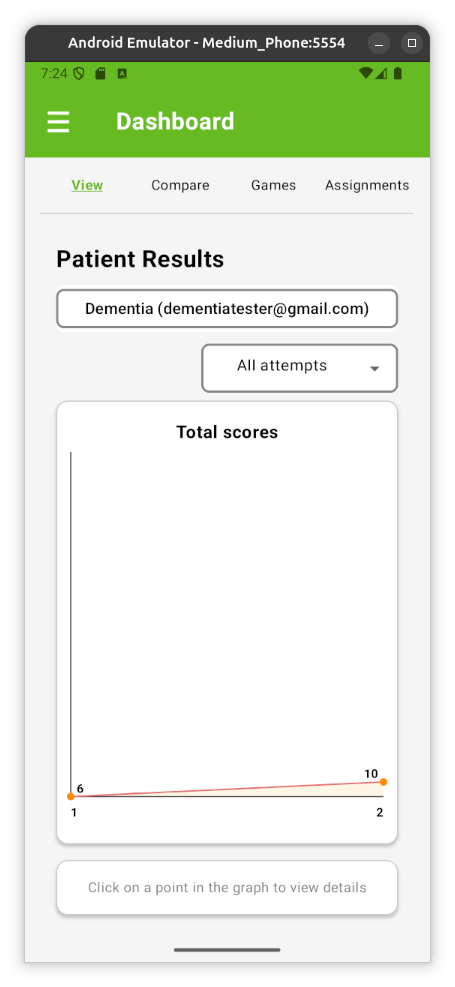 Android Emulator - Medium_Phone:5554
7:24
A
Dashboard
View Compare Games Assignments
Patient Results
Dementia (dementiatester@gmail.com)
All attempts
Total scores
10
6
1 2
Click on a point in the graph to view details